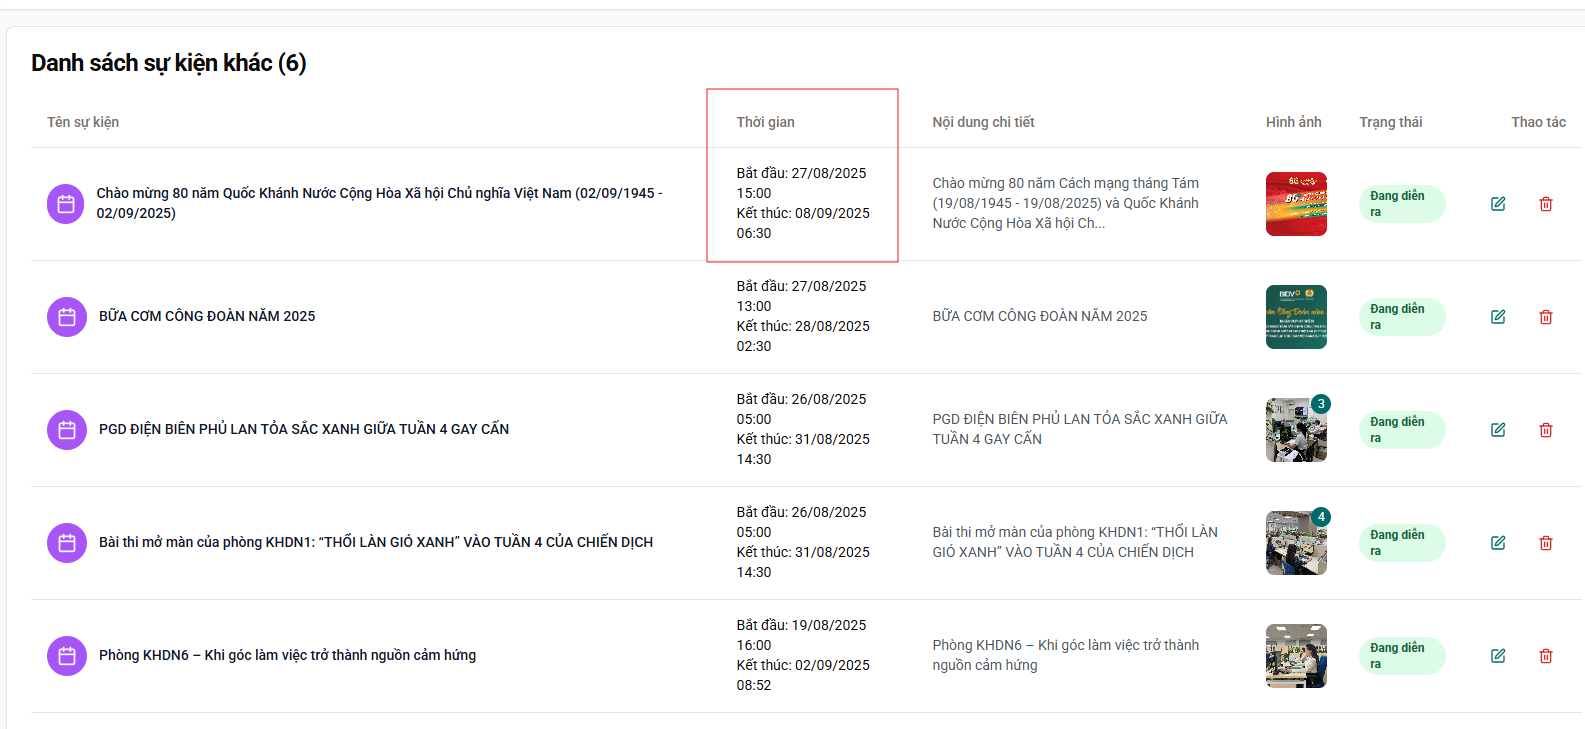 Danh sách sự kiện khác (6)
Tên sự kiện
Thời gian
Nội dung chi tiết
Hình ảnh
Trạng thái
Thao tác
Chào mừng 80 năm Quốc Khánh Nước Cộng Hòa Xã hội Chủ nghĩa Việt Nam (02/09/1945 -
02/09/2025)
Bắt đầu: 27/08/2025
15:00
Kết thúc: 08/09/2025
06:30
Chào mừng 80 năm Cách mạng tháng Tám
(19/08/1945 - 19/08/2025) và Quốc Khánh
Nước Cộng Hòa Xã hội Ch...
Đang diễn
ra
BỮA CƠM CÔNG ĐOÀN NĂM 2025
Bắt đầu: 27/08/2025
13:00
Kết thúc: 28/08/2025
02:30
BỮA CƠM CÔNG ĐOÀN NĂM 2025
BIDV
Đang diễn
ra
PGD ĐIỆN BIÊN PHỦ LAN TỎA SẮC XANH GIỮA TUẦN 4 GAY CẤN
Bắt đầu: 26/08/2025
05:00
Kết thúc: 31/08/2025
14:30
PGD ĐIỆN BIÊN PHỦ LAN TỎA SẮC XANH GIỮA
TUẦN 4 GAY CẤN
3
Đang diễn
ra
Bài thi mở màn của phòng KHDN1: “THỔI LÀN GIÓ XANH” VÀO TUẦN 4 CỦA CHIẾN DỊCH
Bắt đầu: 26/08/2025
05:00
Kết thúc: 31/08/2025
14:30
Bài thi mở màn của phòng KHDN1: “THỔI LÀN
GIÓ XANH” VÀO TUẦN 4 CỦA CHIẾN DỊCH
4
Đang diễn
ra
Phòng KHDN6 – Khi góc làm việc trở thành nguồn cảm hứng
Bắt đầu: 19/08/2025
16:00
Kết thúc: 02/09/2025
08:52
Phòng KHDN6 – Khi góc làm việc trở thành
nguồn cảm hứng
Đang diễn
ra